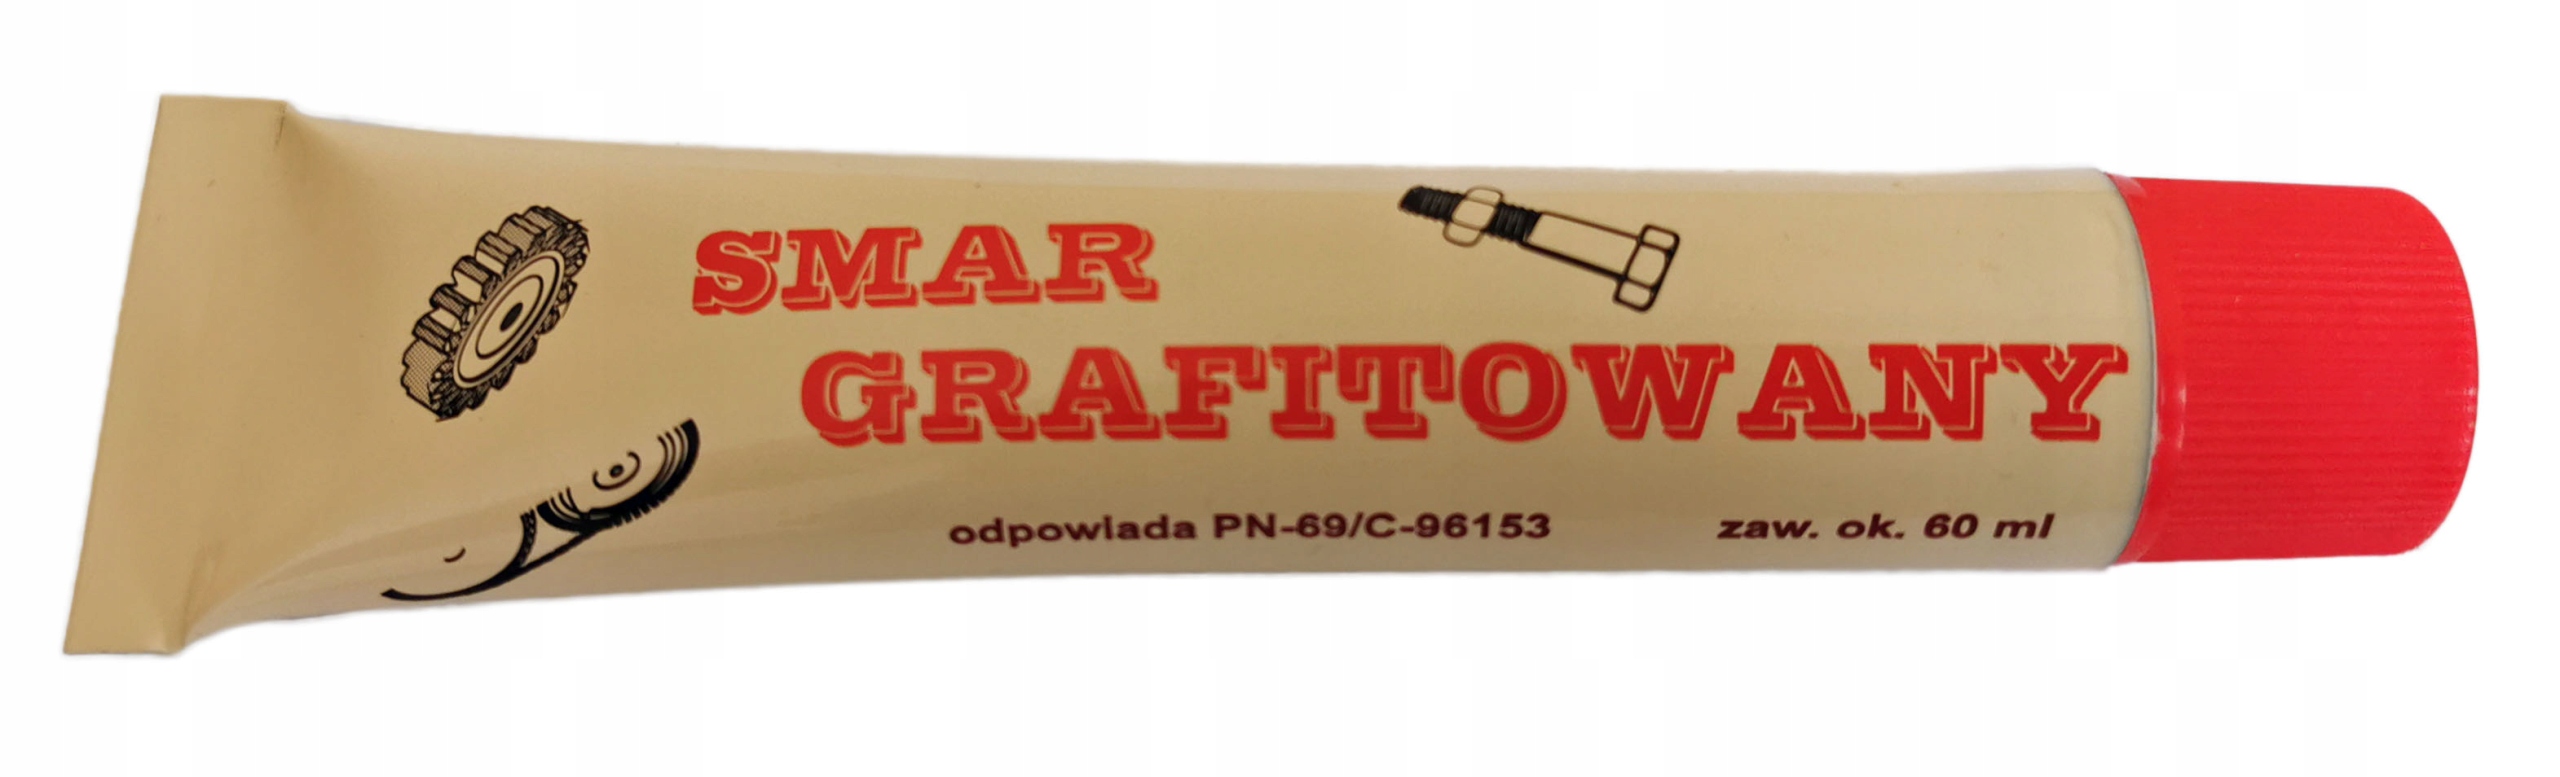 SMAR
GRAFITOWANY
odpowiada PN-69/C-96153 zaw. ok. 60 ml